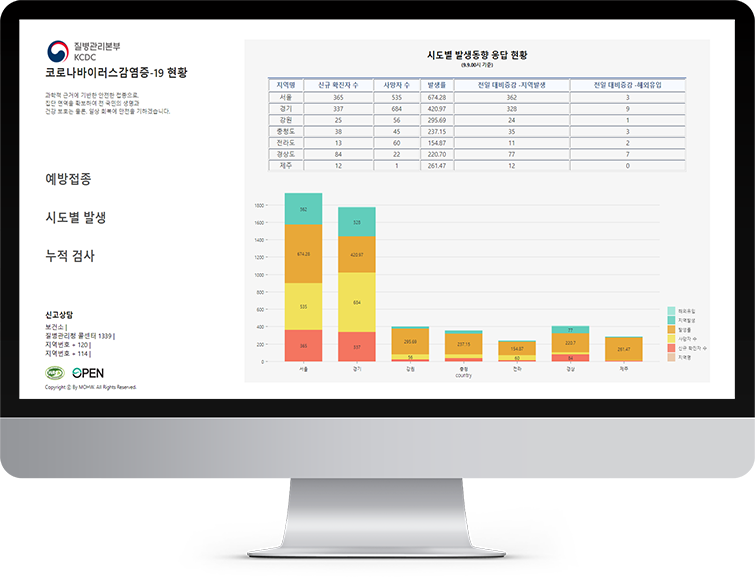 질병관리본부
KCDC
코로나바이러스감염증-19 현황
과학적 근거에 기반한 안전한 접종으로,
집단 면역을 확보하여 전 국민의 생명과
건강 보호는 물론, 일상 회복에 만전을 기하겠습니다.
예방접종
시도별 발생
누적 검사
신고상담
보건소 |
질병관리청 콜센터 1339 |
지역번호 + 120 |
지역번호 + 114 |
OPEN
Copyright ⓒ By MOHW. All Rights Reserved.
시도별 발생동향 응답 현황
(9.9.00시 기준)
지역명 신규 확진자 수 사망자 수 발생률 전일 대비증감 -지역발생 전일 대비증감 -해외유입
서울 365 535 674.28 362 3
경기 337 684 420.97 328 9
강원 25 56 295.69 24 1
충청도 38 45 237.15 35 3
전라도 13 60 154.87 11 2
경상도 84 22 220.70 77 7
제주 12 1 261.47 12 0
1800
1600
1400
1200
1000
800
600
400
200
0
362
674.28
535
365
328
420.97
684
337
295.69
56
237.15
154.87
60
77
220.7
84
261.47
서울 경기 강원 충청 전라 경상 제주
country
해외유입
지역발생
발생률
사망자 수
신규 확진자 수
지역명